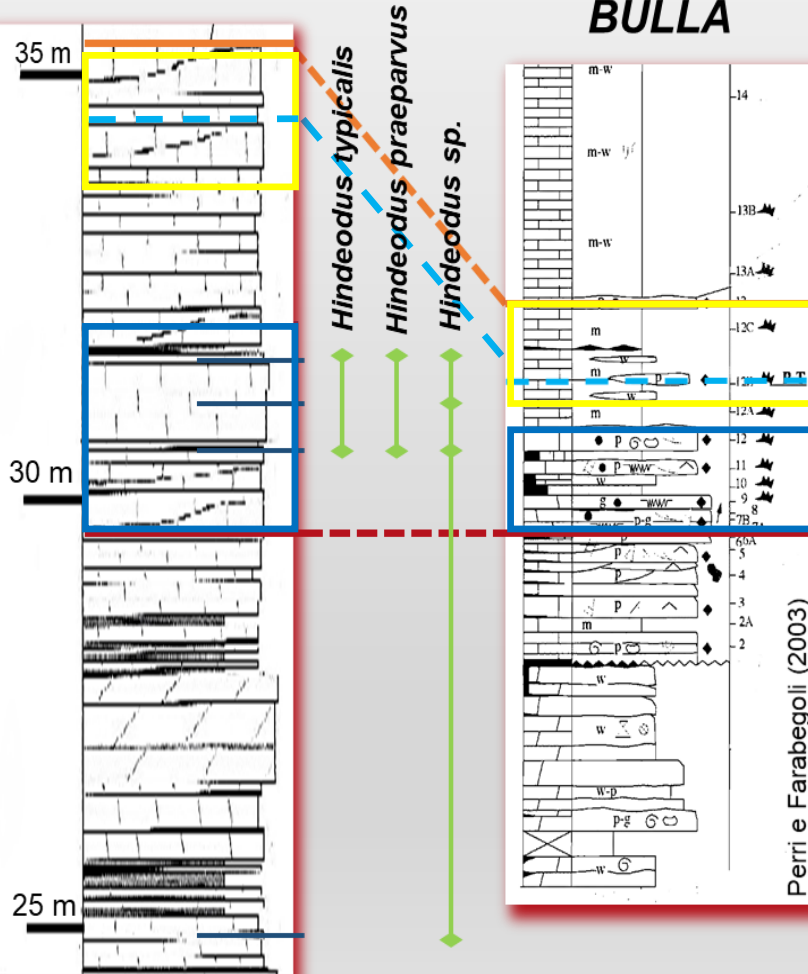 BULLA
35 m
30 m
25 m
Hindeodus typicalis
Hindeodus praeparvus
Hindeodus sp.
m-w
14
m-w
13B
m-w
13A
m
12C
w
m
p
w
12A
m
12
p
11
p
w
10
9
g
8
7B
p-g
5
p
4
p
3
p
2A
m
2
w
w
w-p
p-g
w
Perri e Farabegoli (2003)